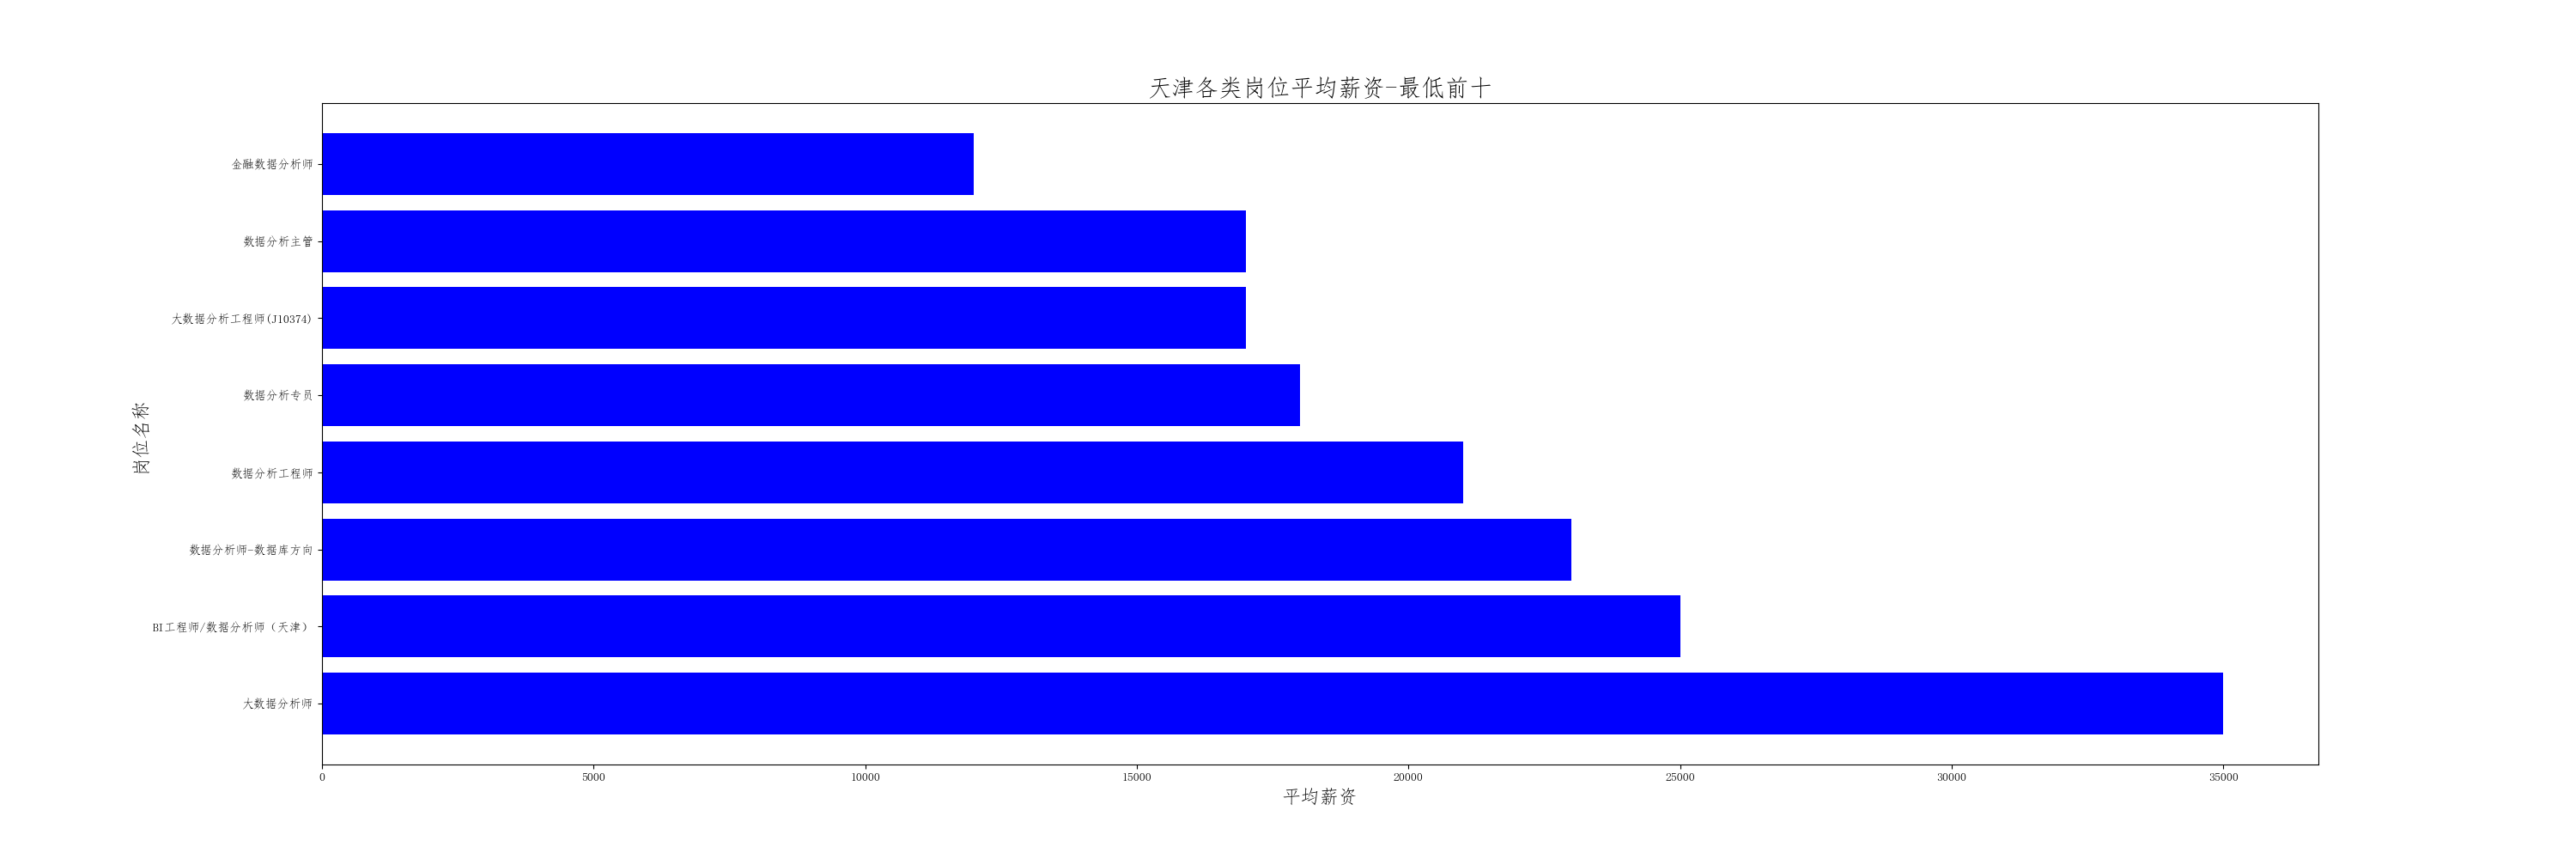 天津各类岗位平均薪资-最低前十
金融数据分析师
数据分析主管
大数据分析工程师(J10374)
数据分析专员
数据分析工程师
数据分析师-数据库方向
BI工程师/数据分析师（天津）
大数据分析师
岗位名称
0 5000 10000 15000 20000 25000 30000 35000
平均薪资